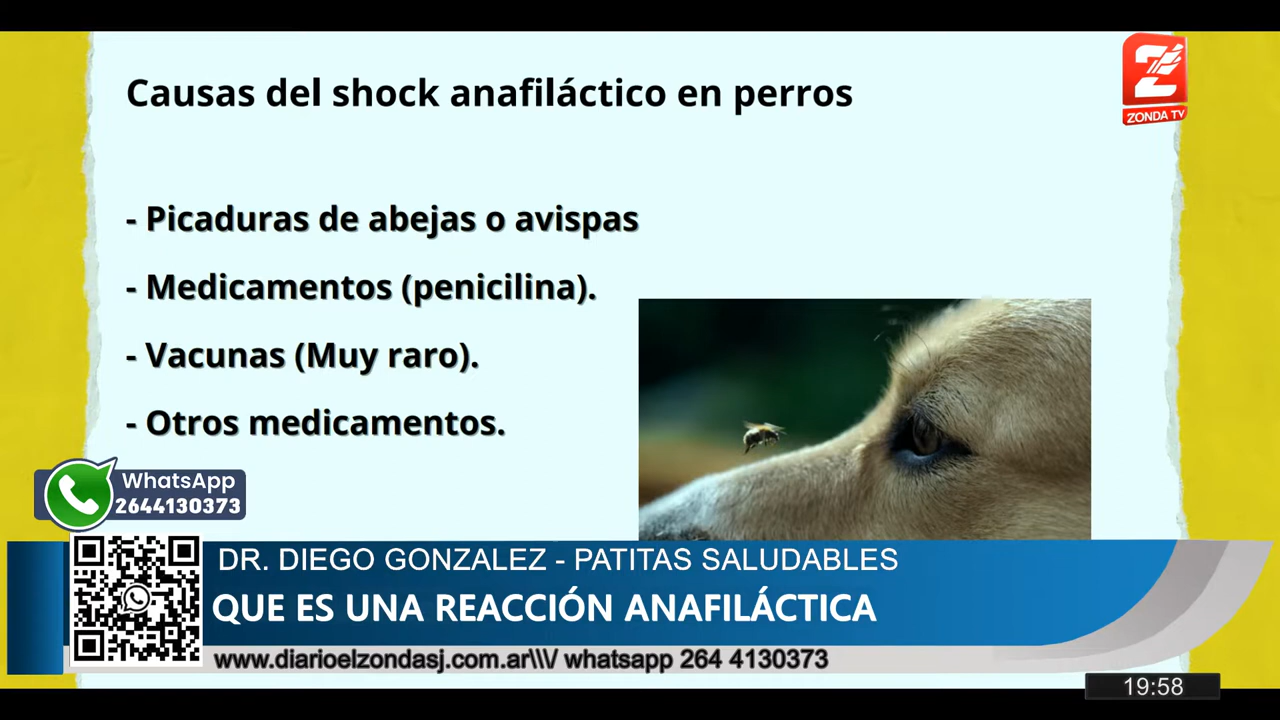 Causas del shock anafiláctico en perros
ZONDA TV
- Picaduras de abejas o avispas
- Medicamentos (penicilina).
- Vacunas (Muy raro).
- Otros medicamentos.
WhatsApp
2644130373
DR. DIEGO GONZALEZ - PATITAS SALUDABLES
QUE ES UNA REACCIÓN ANAFILÁCTICA
www.diarioelzondasj.com.ar\\\/ whatsapp 264 4130373
19:58